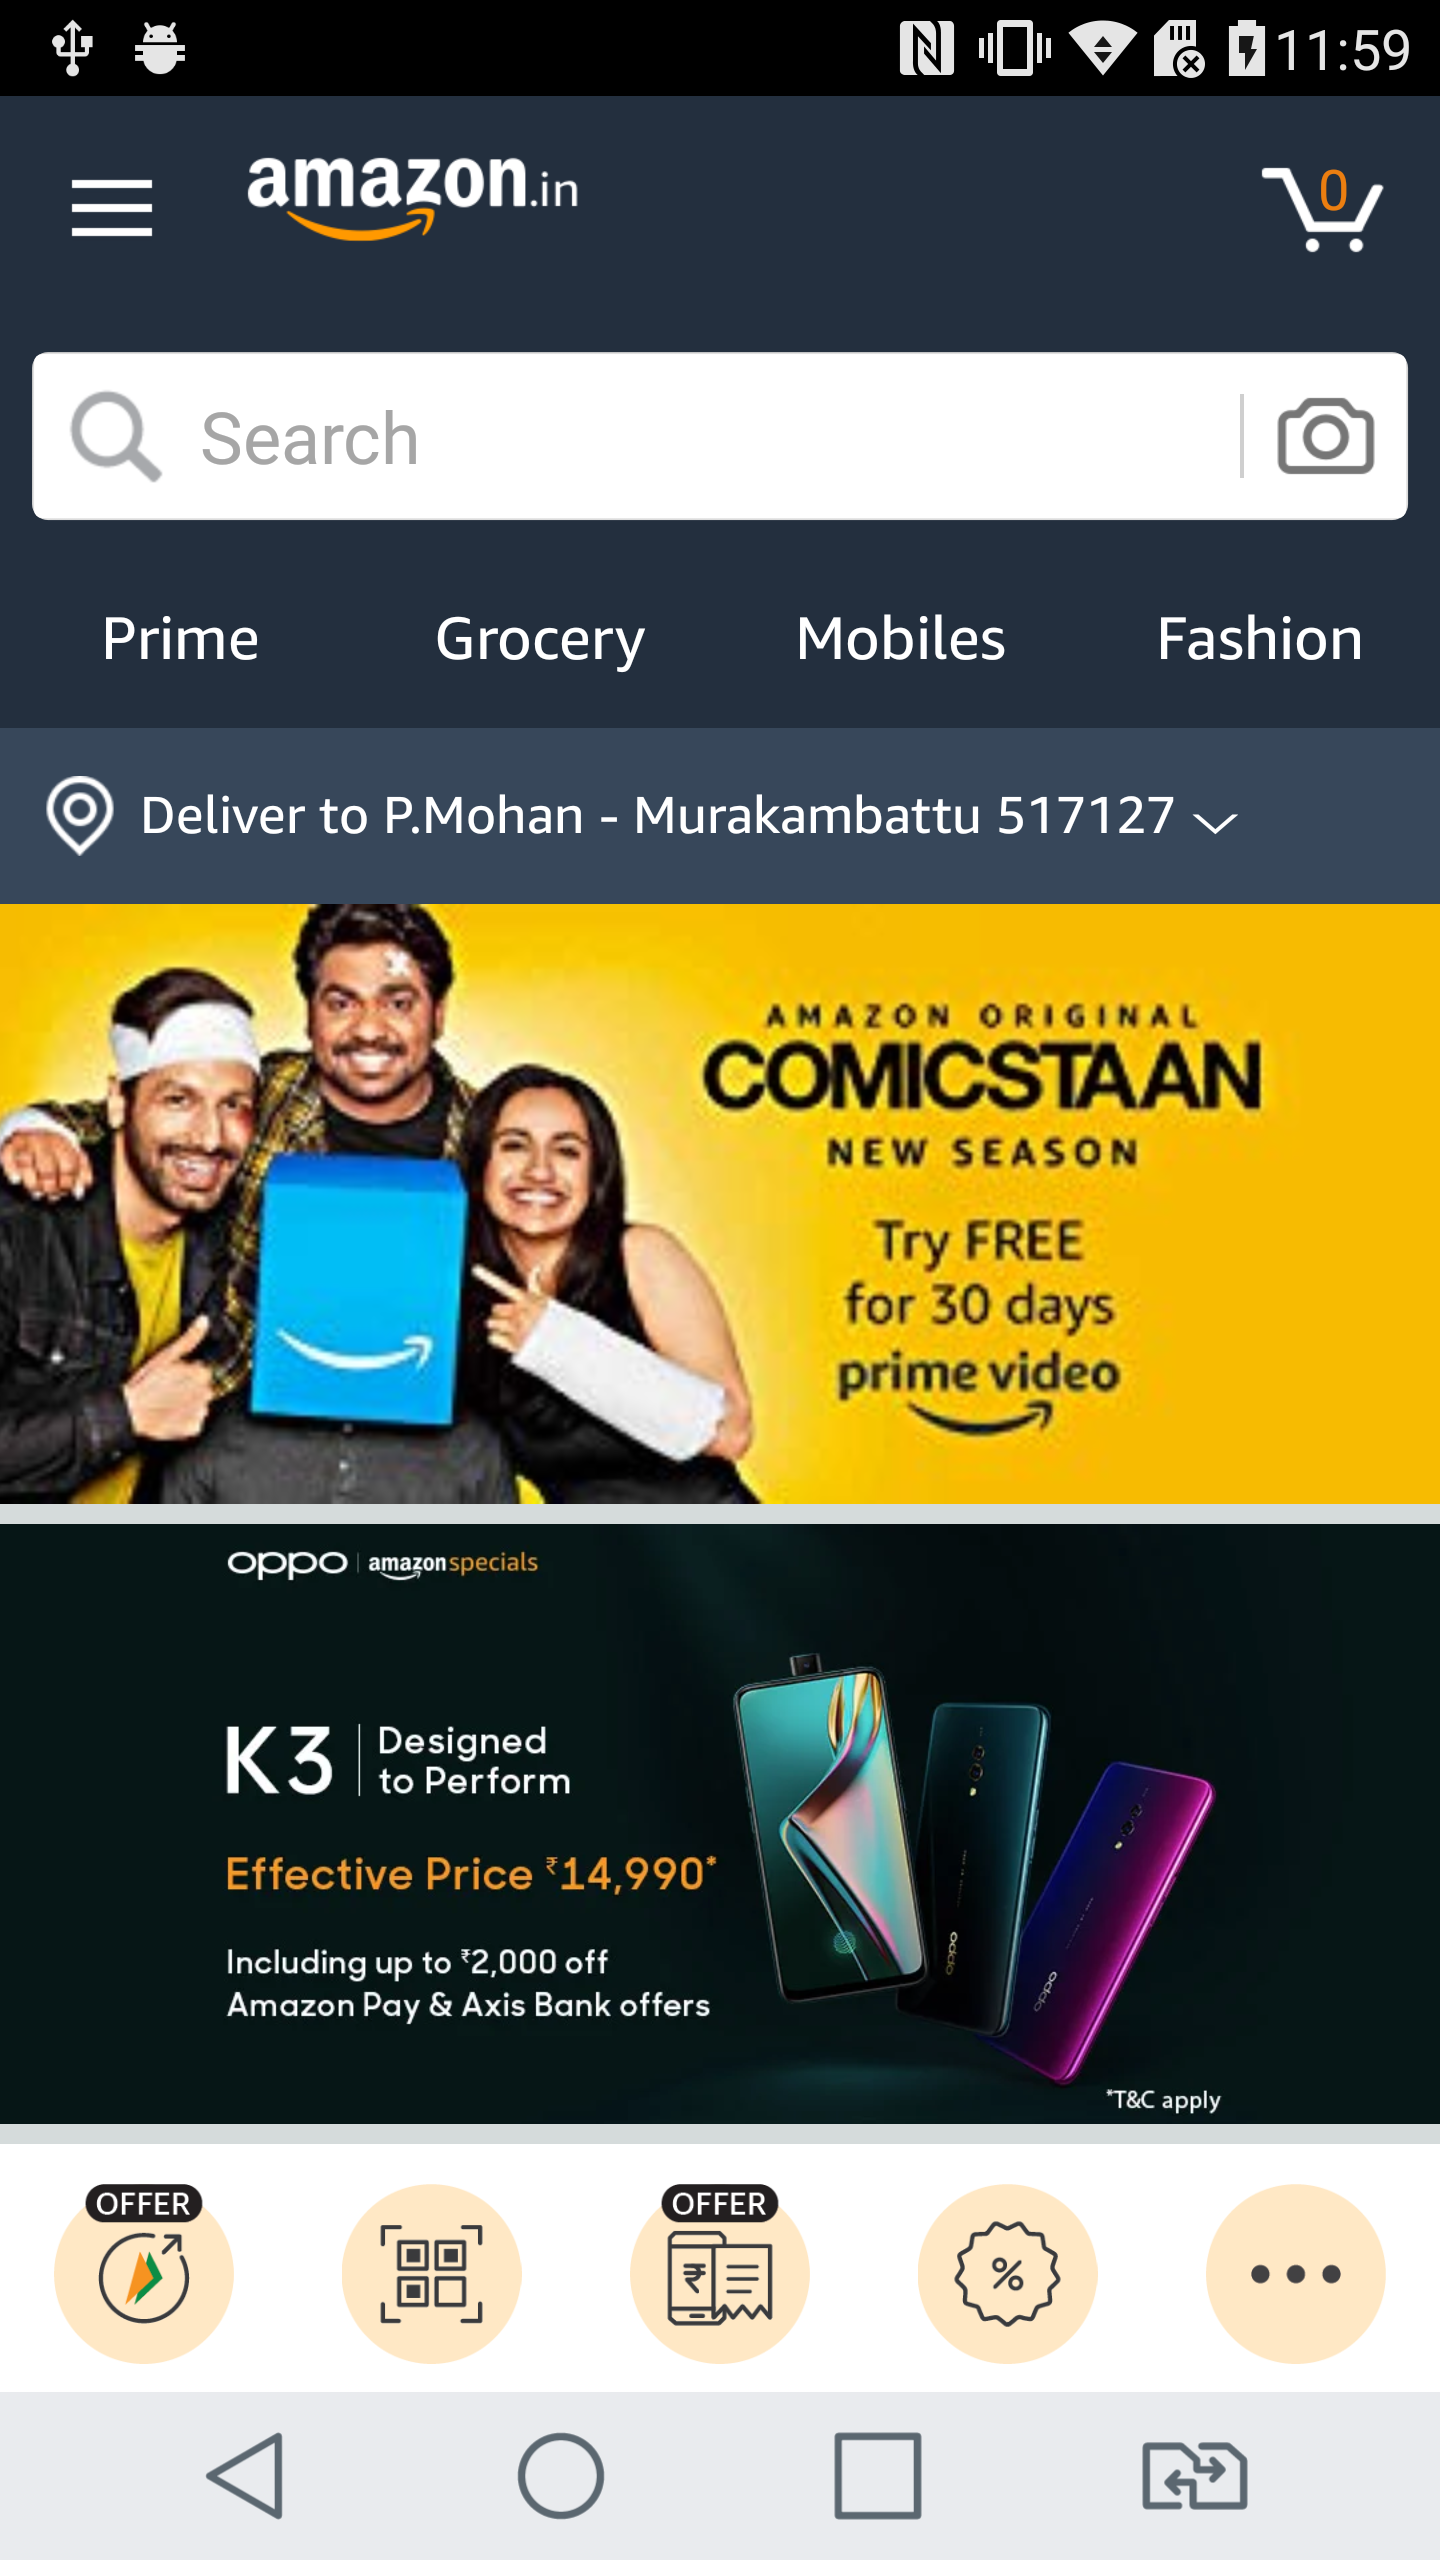 11:59
amazon.in
0
Search
Prime Grocery Mobiles Fashion
Deliver to P.Mohan - Murakambattu 517127
AMAZON ORIGINAL
COMICSTAAN
NEW SEASON
Try FREE
for 30 days
prime video
oppo | amazonspecials
K3
Designed
to Perform
Effective Price ₹14,990*
Including up to ₹2,000 off
Amazon Pay & Axis Bank offers
oppo
oppo
*T&C apply
OFFER
OFFER
₹
%